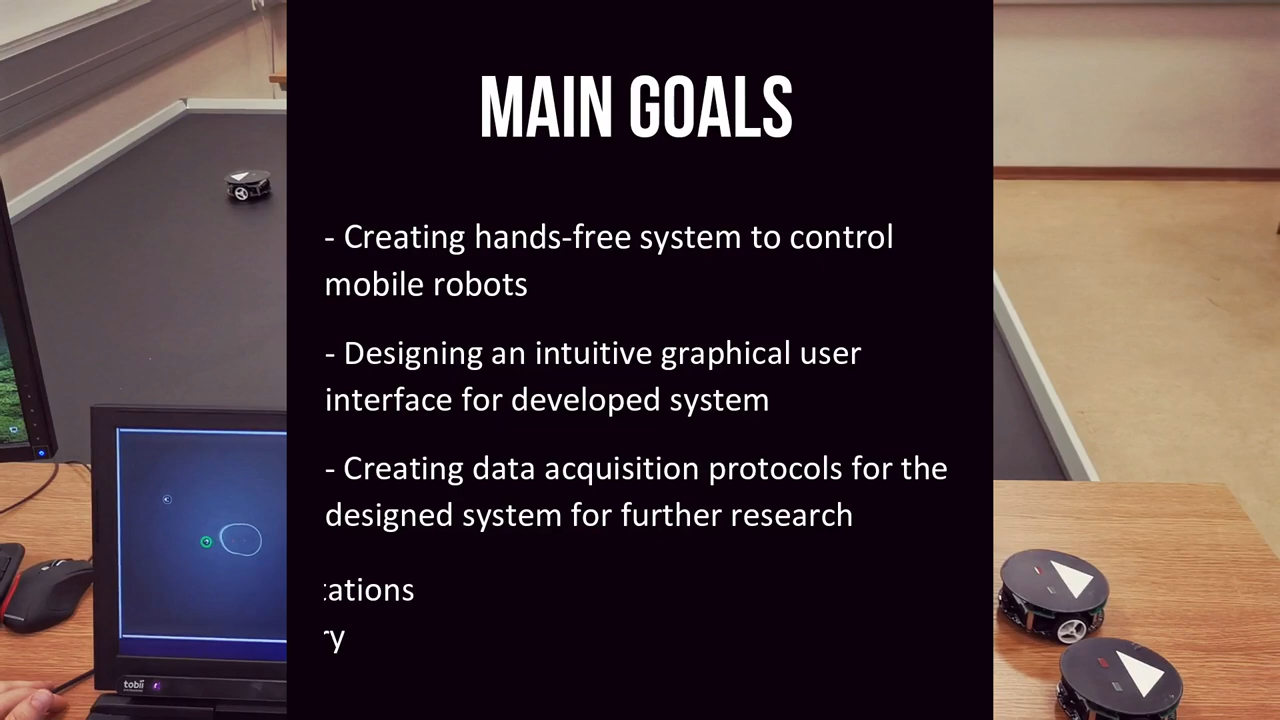 MAIN GOALS
- Creating hands-free system to control
mobile robots
- Designing an intuitive graphical user
interface for developed system
- Creating data acquisition protocols for the
designed system for further research
tobii